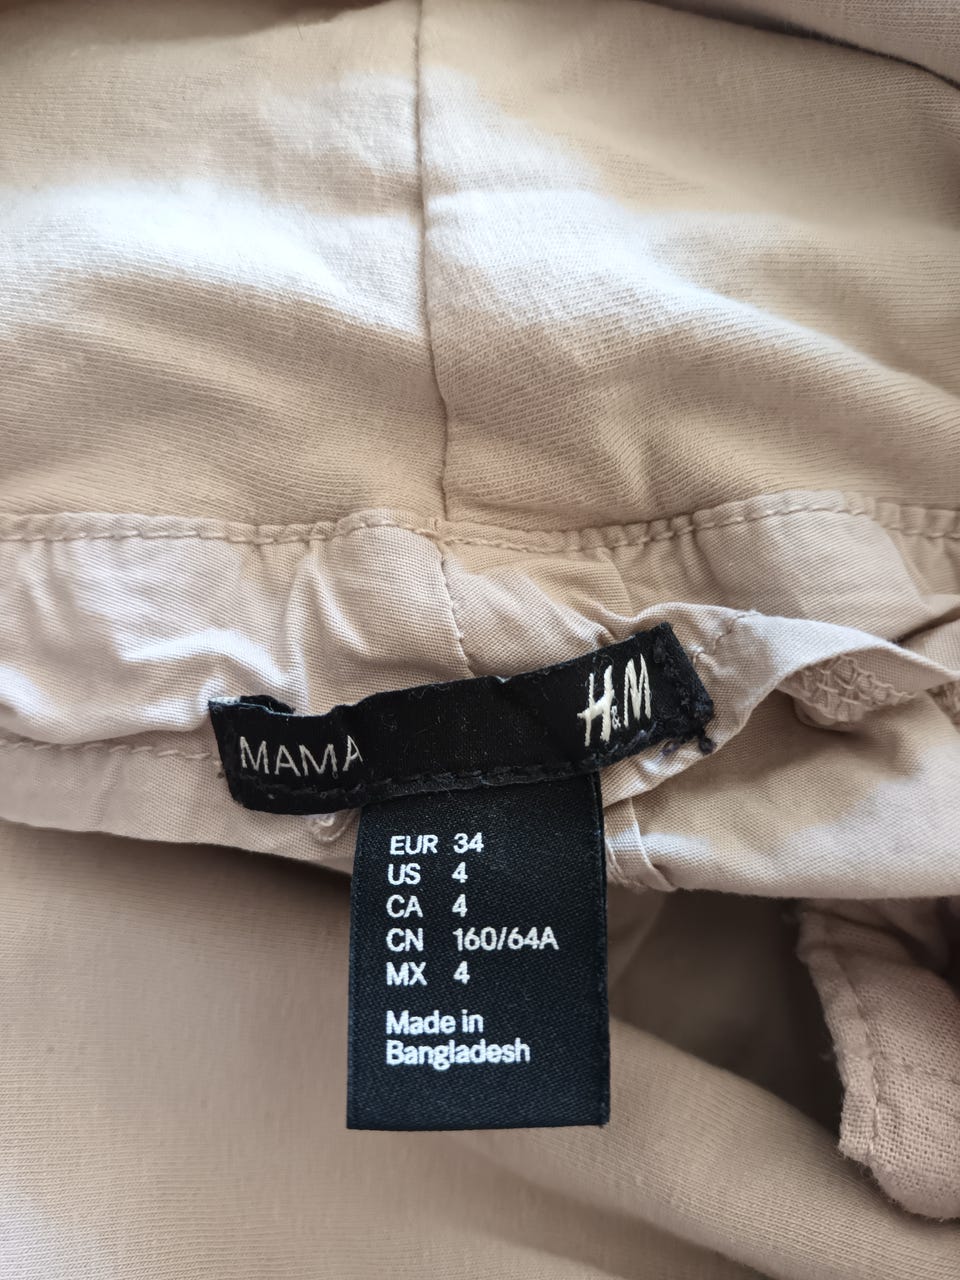 MAMA H&M
EUR 34
US 4
CA 4
CN 160/64A
MX 4
Made in
Bangladesh